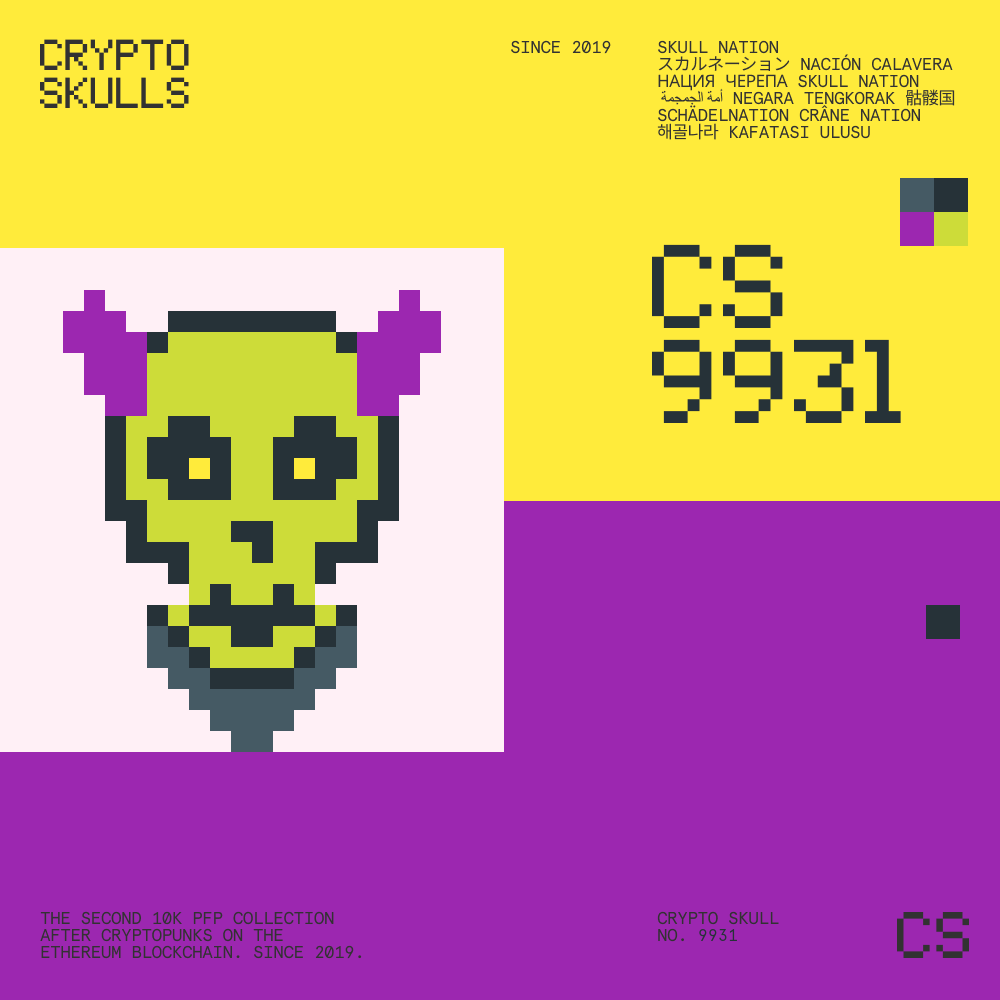 CRYPTO
SKULLS
SINCE 2019
SKULL NATION
スカルネーション NACIÓN CALAVERA
НАЦИЯ ЧЕРЕПА SKULL NATION
أمة الجمجمة NEGARA TENGKORAK 骷髅国
SCHÄDELNATION CRÂNE NATION
해골나라 KAFATASI ULUSU
CS
9931
THE SECOND 10K PFP COLLECTION
AFTER CRYPTOPUNKS ON THE
ETHEREUM BLOCKCHAIN. SINCE 2019.
CRYPTO SKULL
NO. 9931
CS